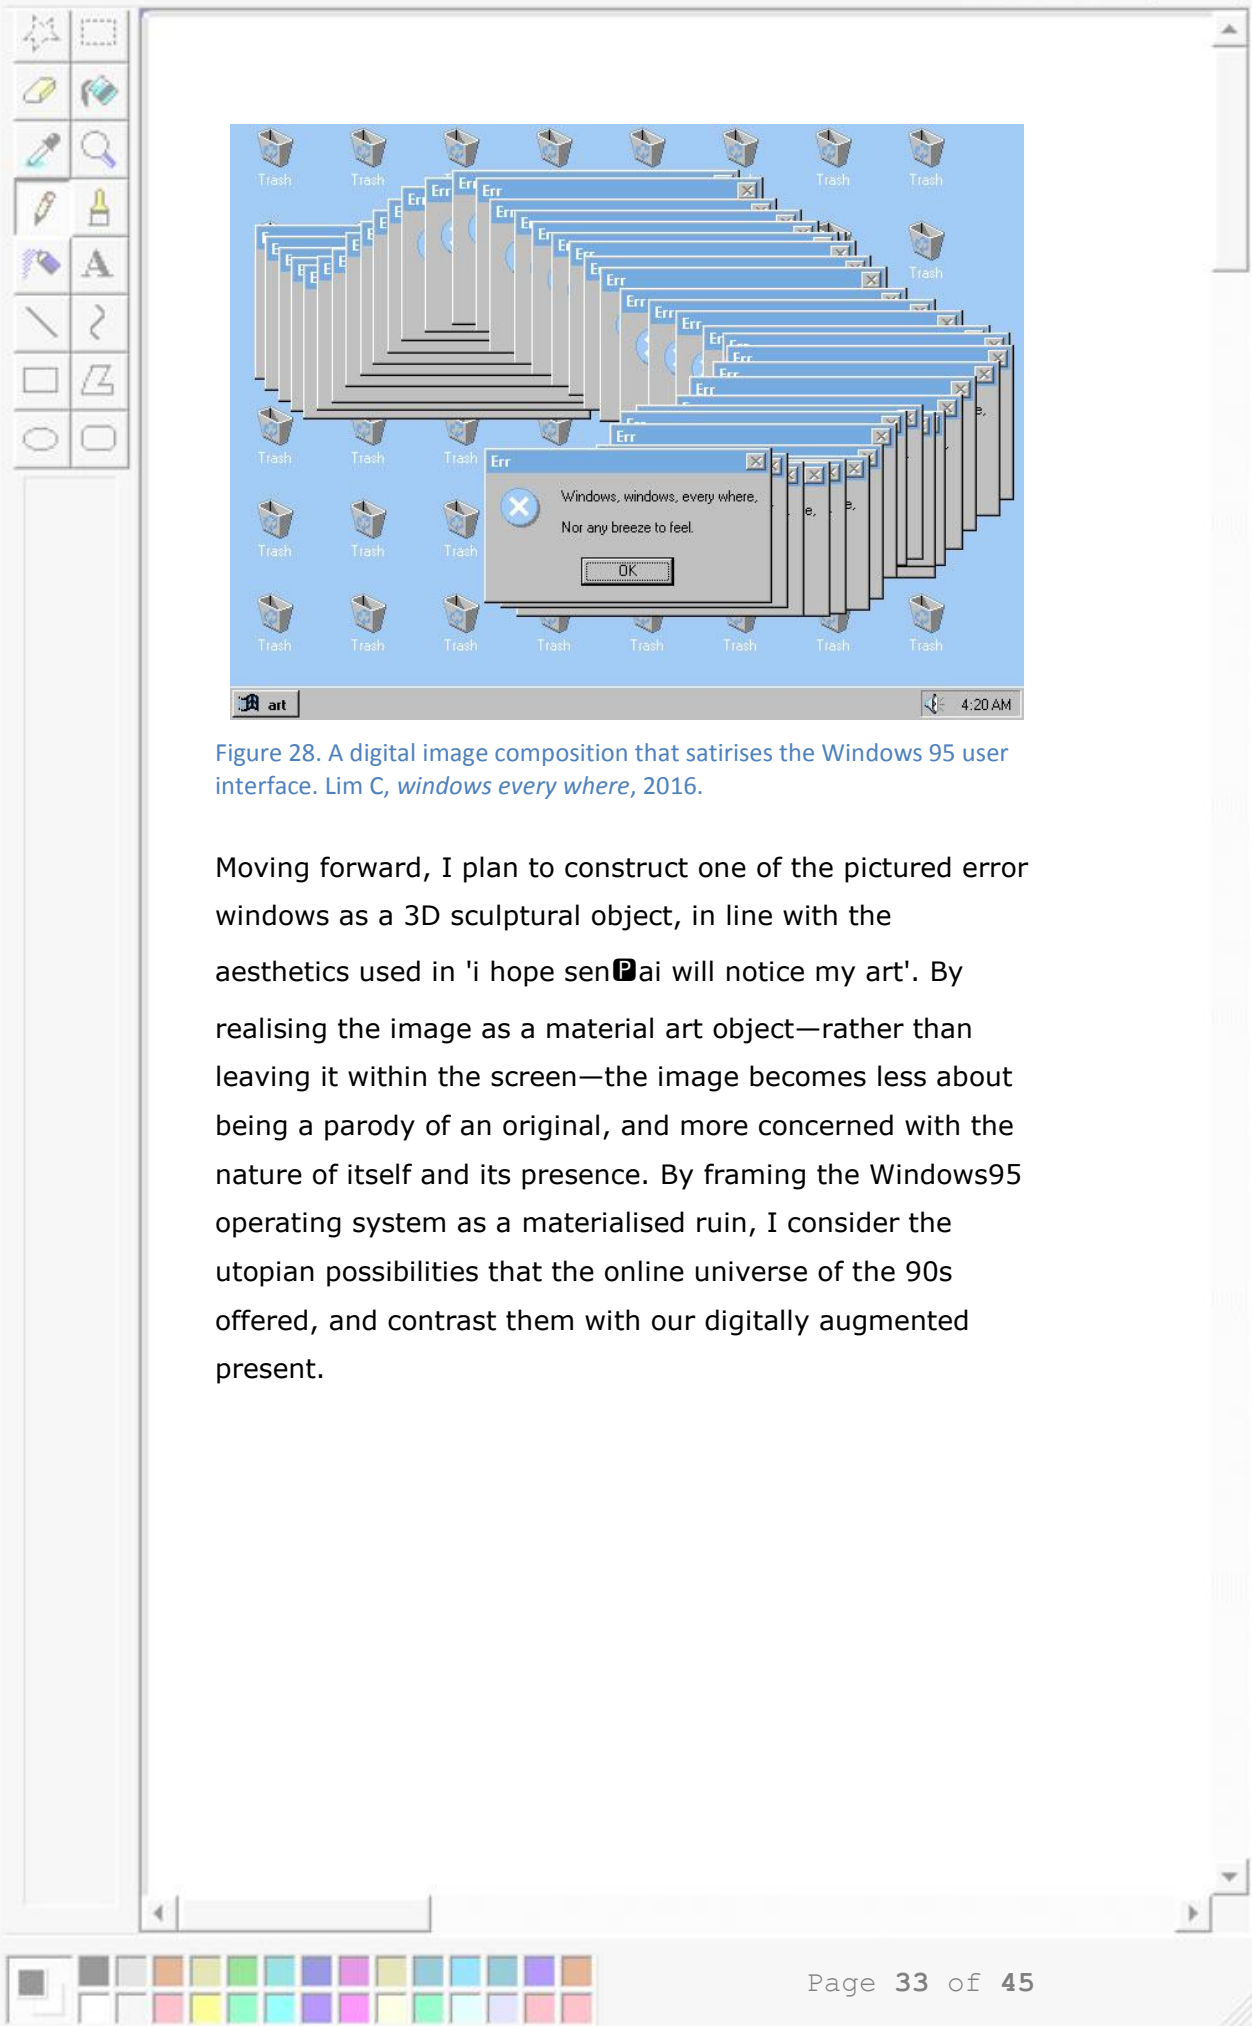 Trash Trash Trash Trash Trash Trash Trash Trash
Err Err Err
Err
Trash
Err
Err
Err
Err
Err
Err
Err
Err
Trash Trash Trash
Err
Windows, windows, every where,
Nor any breeze to feel.
OK
Trash Trash Trash
Trash Trash Trash Trash Trash Trash Trash Trash
art
4:20 AM
Figure 28. A digital image composition that satirises the Windows 95 user
interface. Lim C, windows every where, 2016.
Moving forward, I plan to construct one of the pictured error
windows as a 3D sculptural object, in line with the
aesthetics used in 'i hope sen🅿ai will notice my art'. By
realising the image as a material art object—rather than
leaving it within the screen—the image becomes less about
being a parody of an original, and more concerned with the
nature of itself and its presence. By framing the Windows95
operating system as a materialised ruin, I consider the
utopian possibilities that the online universe of the 90s
offered, and contrast them with our digitally augmented
present.
Page 33 of 45